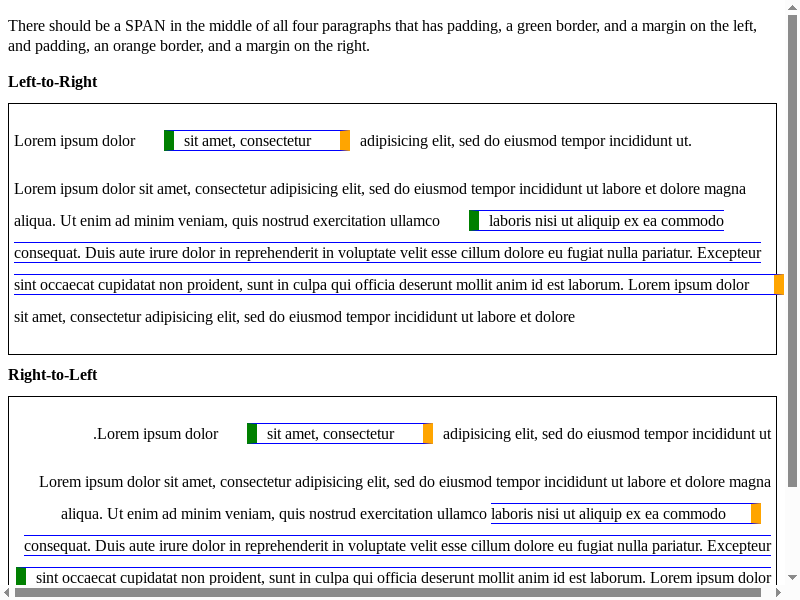 There should be a SPAN in the middle of all four paragraphs that has padding, a green border, and a margin on the left,
and padding, an orange border, and a margin on the right.
Left-to-Right
Lorem ipsum dolor sit amet, consectetur adipisicing elit, sed do eiusmod tempor incididunt ut.
Lorem ipsum dolor sit amet, consectetur adipisicing elit, sed do eiusmod tempor incididunt ut labore et dolore magna
aliqua. Ut enim ad minim veniam, quis nostrud exercitation ullamco laboris nisi ut aliquip ex ea commodo
consequat. Duis aute irure dolor in reprehenderit in voluptate velit esse cillum dolore eu fugiat nulla pariatur. Excepteur
sint occaecat cupidatat non proident, sunt in culpa qui officia deserunt mollit anim id est laborum. Lorem ipsum dolor
sit amet, consectetur adipisicing elit, sed do eiusmod tempor incididunt ut labore et dolore
Right-to-Left
.Lorem ipsum dolor sit amet, consectetur adipisicing elit, sed do eiusmod tempor incididunt ut
Lorem ipsum dolor sit amet, consectetur adipisicing elit, sed do eiusmod tempor incididunt ut labore et dolore magna
aliqua. Ut enim ad minim veniam, quis nostrud exercitation ullamco laboris nisi ut aliquip ex ea commodo
consequat. Duis aute irure dolor in reprehenderit in voluptate velit esse cillum dolore eu fugiat nulla pariatur. Excepteur
sint occaecat cupidatat non proident, sunt in culpa qui officia deserunt mollit anim id est laborum. Lorem ipsum dolor